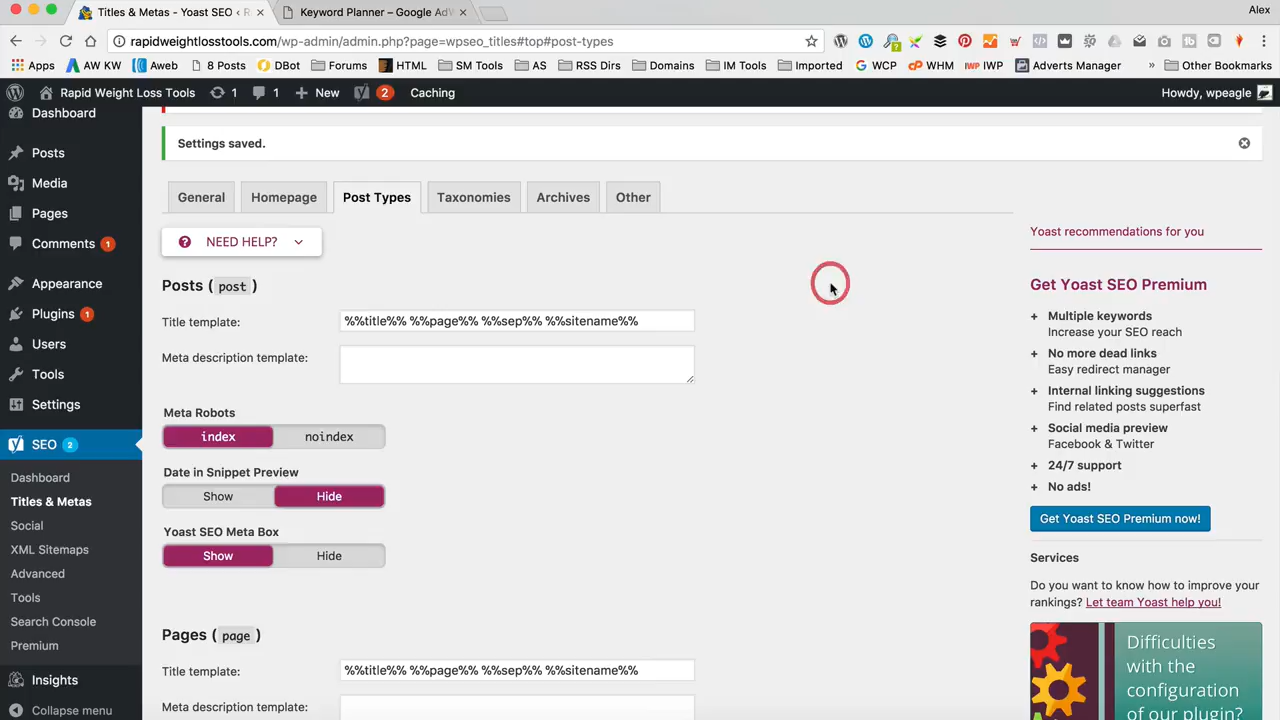 Titles & Metas - Yoast SEO ‹ R
Keyword Planner – Google AdW
Alex
rapidweightlosstools.com/wp-admin/admin.php?page=wpseo_titles#top#post-types
Apps
AW KW
Aweb
8 Posts
DBot
Forums
HTML
SM Tools
AS
RSS Dirs
Domains
IM Tools
Imported
WCP
WHM
IWP IWP
Adverts Manager
»
Other Bookmarks
Rapid Weight Loss Tools
1
1
+ New
2
Caching
Howdy, wpeagle
Dashboard
Posts
Media
Pages
Comments 1
Appearance
Plugins 1
Users
Tools
Settings
SEO 2
Dashboard
Titles & Metas
Social
XML Sitemaps
Advanced
Tools
Search Console
Premium
Insights
Collapse menu
Settings saved.
General
Homepage
Post Types
Taxonomies
Archives
Other
NEED HELP?
Posts ( post )
Title template:
%%title%% %%page%% %%sep%% %%sitename%%
Meta description template:
Meta Robots
index
noindex
Date in Snippet Preview
Show
Hide
Yoast SEO Meta Box
Show
Hide
Pages ( page )
Title template:
%%title%% %%page%% %%sep%% %%sitename%%
Meta description template:
Yoast recommendations for you
Get Yoast SEO Premium
+ Multiple keywords
Increase your SEO reach
+ No more dead links
Easy redirect manager
+ Internal linking suggestions
Find related posts superfast
+ Social media preview
Facebook & Twitter
+ 24/7 support
+ No ads!
Get Yoast SEO Premium now!
Services
Do you want to know how to improve your
rankings? Let team Yoast help you!
Difficulties
with the
configuration
of our plugin?